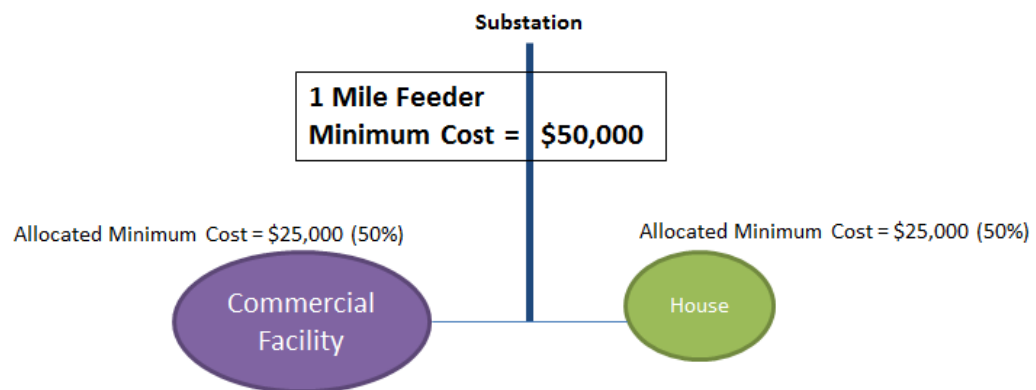 Substation
1 Mile Feeder
Minimum Cost = $50,000
Allocated Minimum Cost = $25,000 (50%)
Allocated Minimum Cost = $25,000 (50%)
Commercial
Facility
House